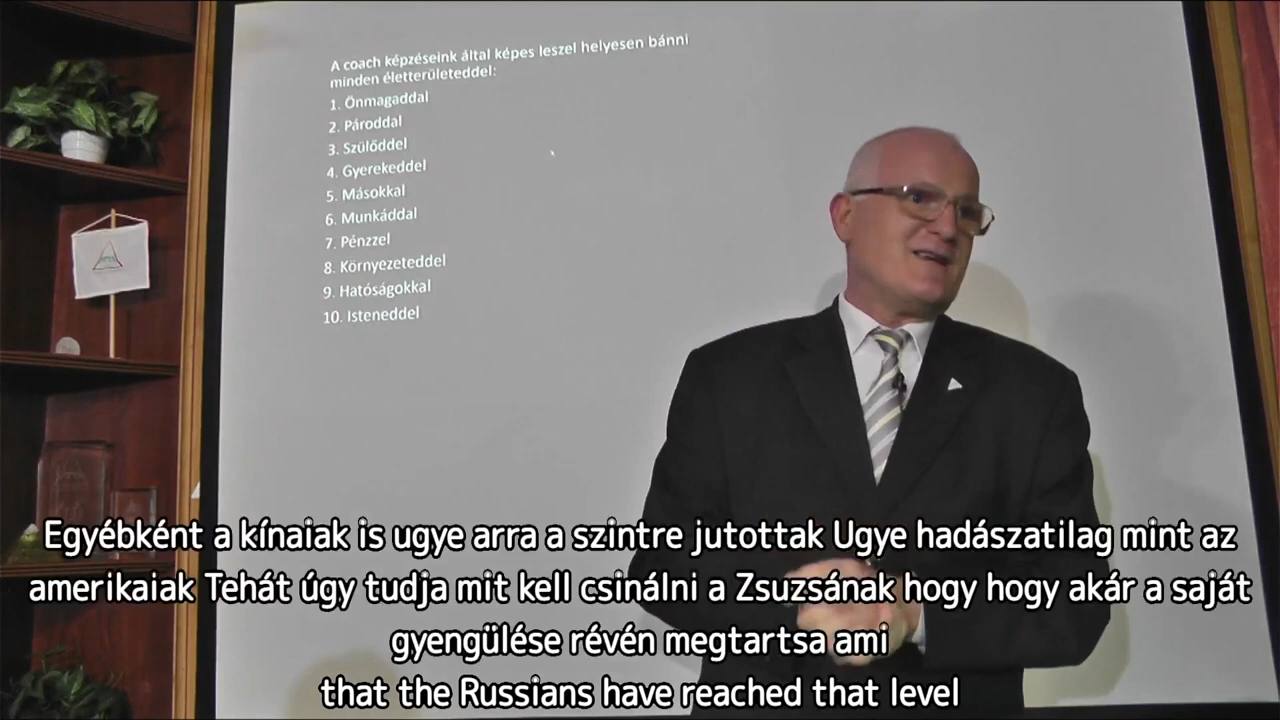 A coach képzéseink által képes leszel helyesen bánni
minden életterületeddel:
1. Önmagaddal
2. Pároddal
3. Szülőddel
4. Gyerekeddel
5. Másokkal
6. Munkáddal
7. Pénzzel
8. Környezeteddel
9. Hatóságokkal
10. Isteneddel
Egyébként a kínaiak is ugye arra a szintre jutottak Ugye hadászatilag mint az
amerikaiak Tehát úgy tudja mit kell csinálni a Zsuzsának hogy hogy akár a saját
gyengülése révén megtartsa ami
that the Russians have reached that level